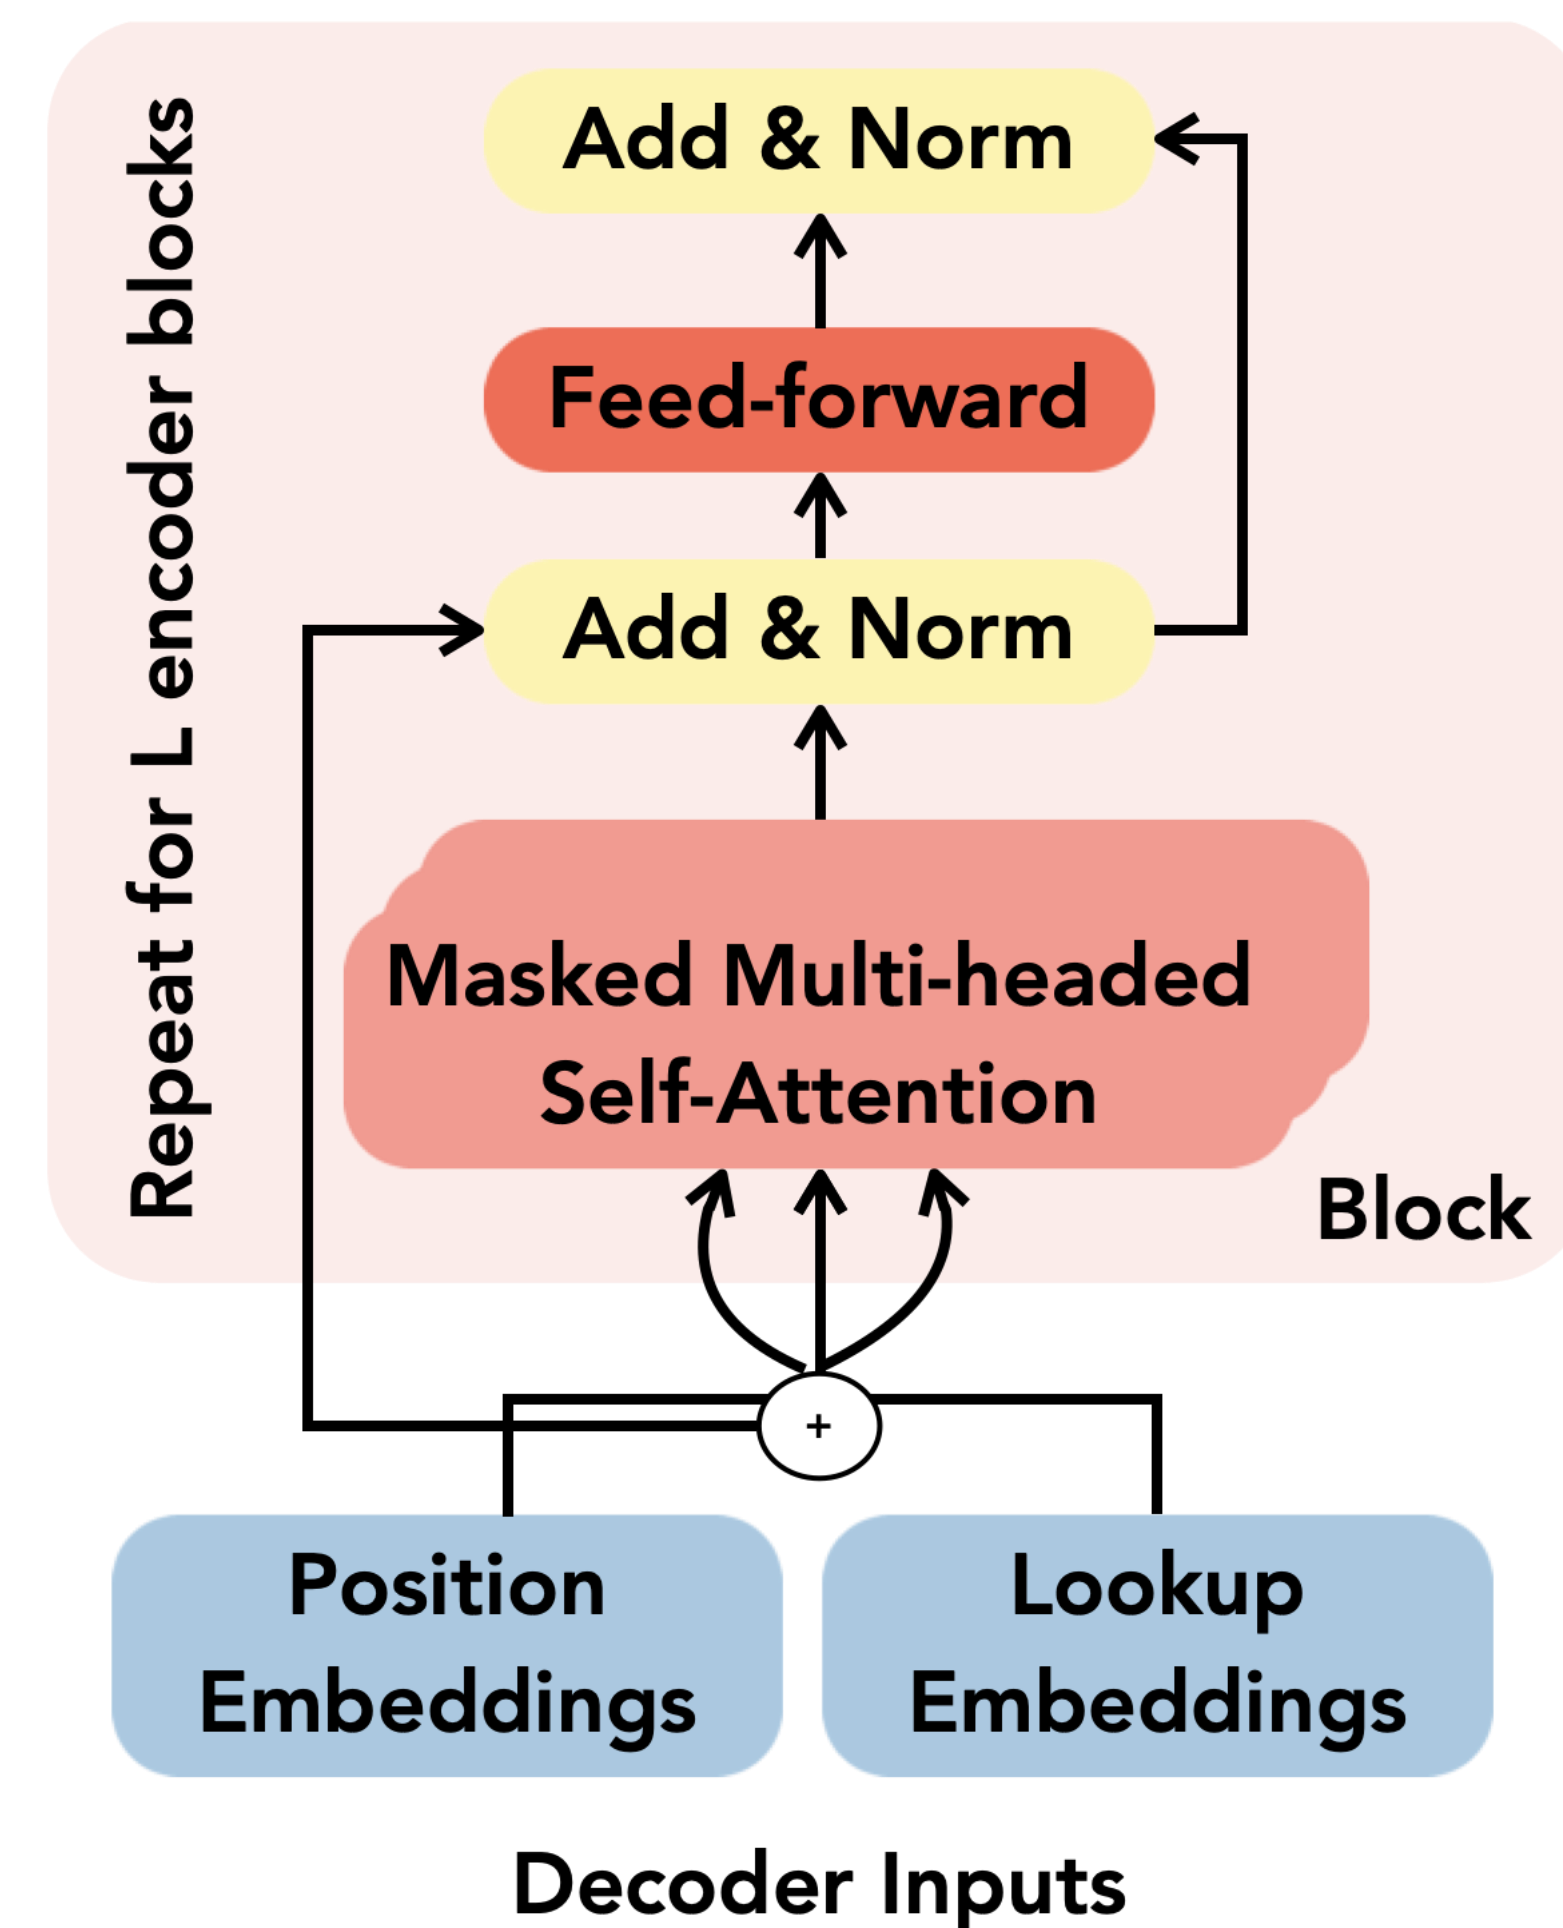 Repeat for L encoder blocks
Add & Norm
Feed-forward
Add & Norm
Masked Multi-headed
Self-Attention
Block
+
Position
Embeddings
Lookup
Embeddings
Decoder Inputs